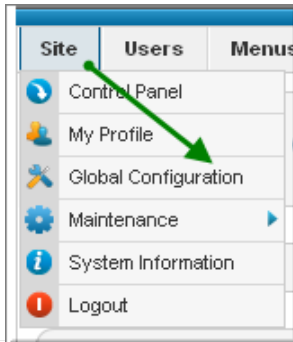 Site Users Menus
Control Panel
My Profile
Global Configuration
Maintenance
System Information
Logout